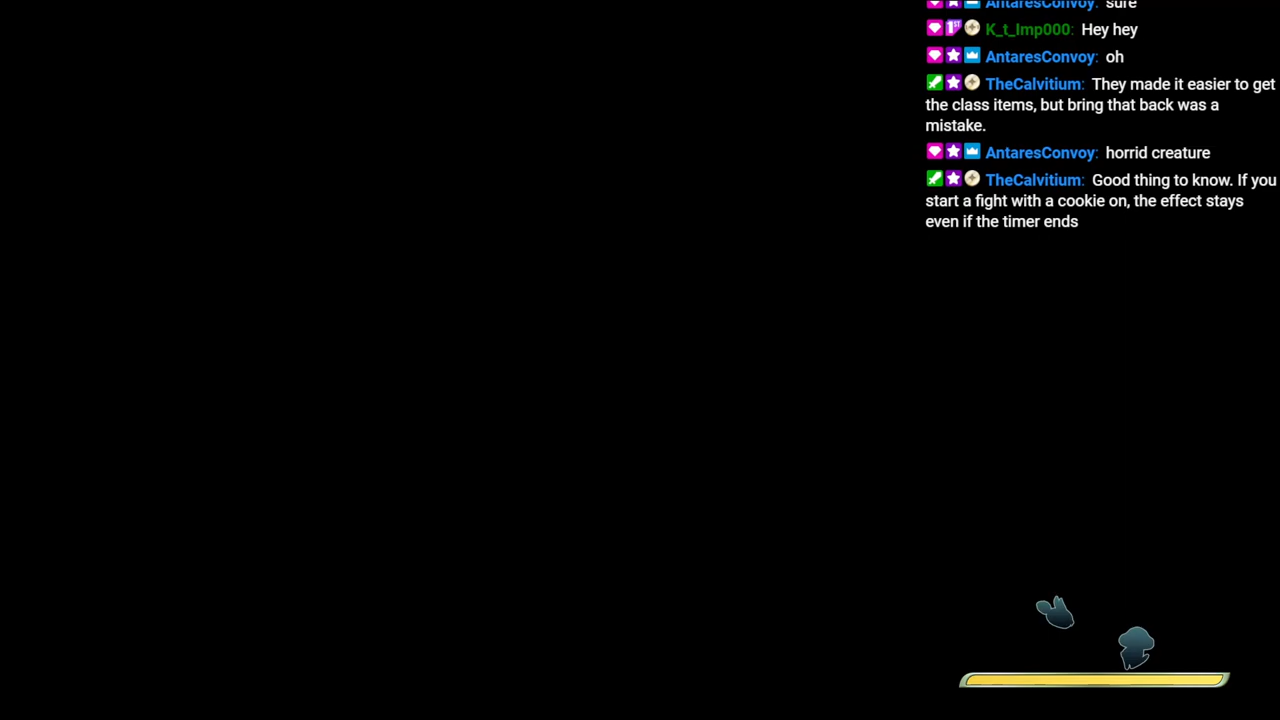 AntaresConvoy: sure
K_t_Imp000: Hey hey
AntaresConvoy: oh
TheCalvitium: They made it easier to get
the class items, but bring that back was a
mistake.
AntaresConvoy: horrid creature
TheCalvitium: Good thing to know. If you
start a fight with a cookie on, the effect stays
even if the timer ends